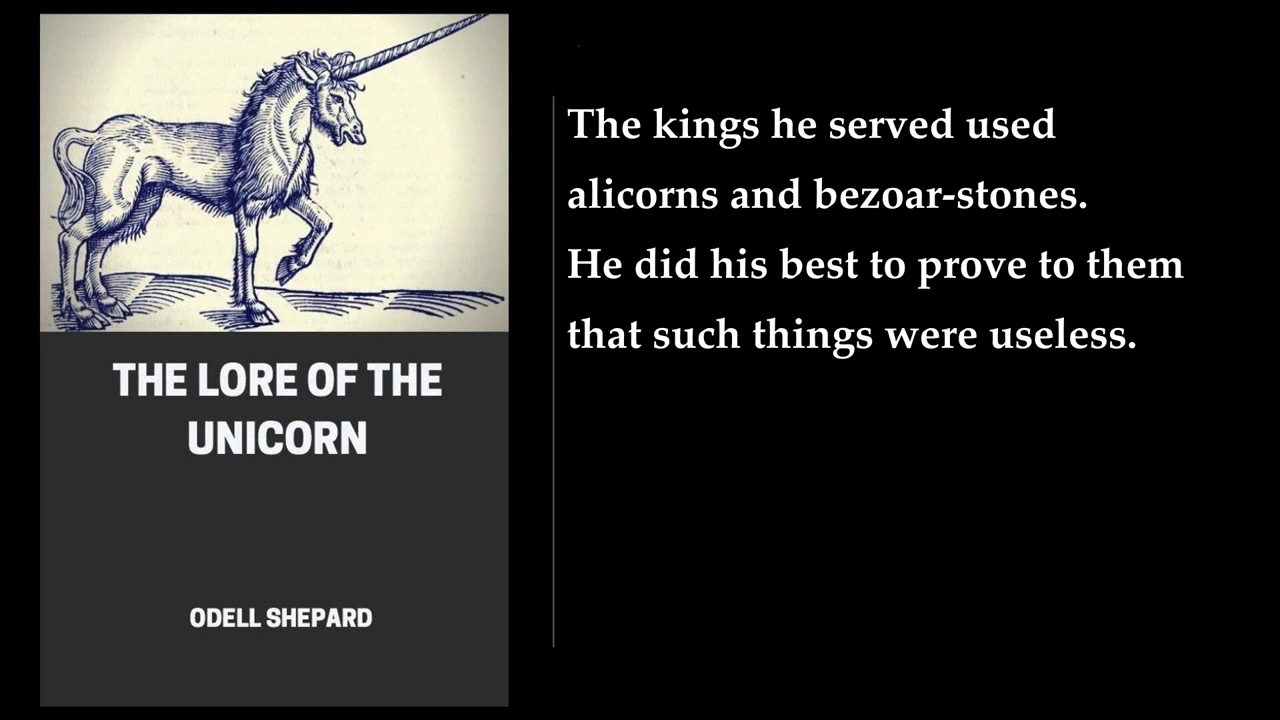 THE LORE OF THE
UNICORN
ODELL SHEPARD
The kings he served used
alicorns and bezoar-stones.
He did his best to prove to them
that such things were useless.